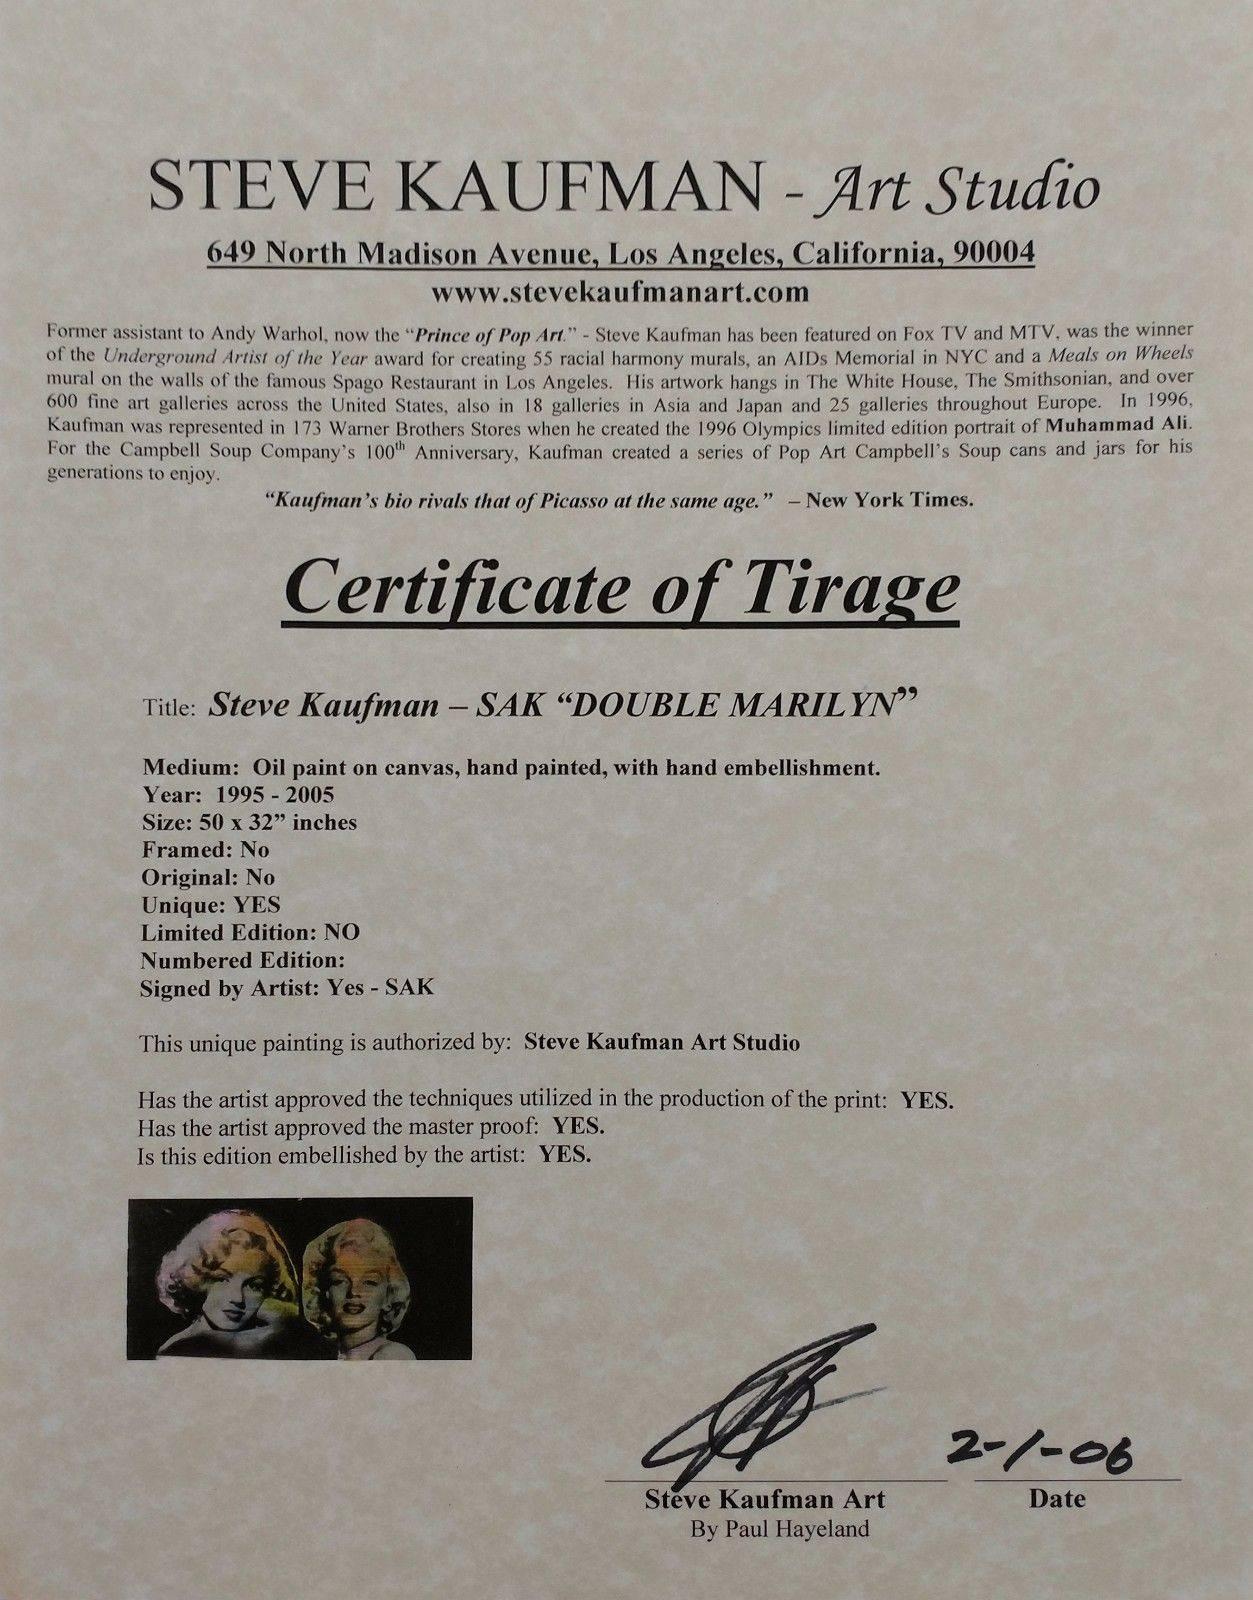 STEVE KAUFMAN - Art Studio
649 North Madison Avenue, Los Angeles, California, 90004
www.stevekaufmanart.com
Former assistant to Andy Warhol, now the “Prince of Pop Art.” - Steve Kaufman has been featured on Fox TV and MTV, was the winner
of the Underground Artist of the Year award for creating 55 racial harmony murals, an AIDs Memorial in NYC and a Meals on Wheels
mural on the walls of the famous Spago Restaurant in Los Angeles. His artwork hangs in The White House, The Smithsonian, and over
600 fine art galleries across the United States, also in 18 galleries in Asia and Japan and 25 galleries throughout Europe. In 1996,
Kaufman was represented in 173 Warner Brothers Stores when he created the 1996 Olympics limited edition portrait of Muhammad Ali.
For the Campbell Soup Company’s 100th Anniversary, Kaufman created a series of Pop Art Campbell’s Soup cans and jars for his
generations to enjoy.
“Kaufman’s bio rivals that of Picasso at the same age.” – New York Times.
Certificate of Tirage
Title: Steve Kaufman – SAK “DOUBLE MARILYN”
Medium: Oil paint on canvas, hand painted, with hand embellishment.
Year: 1995 - 2005
Size: 50 x 32” inches
Framed: No
Original: No
Unique: YES
Limited Edition: NO
Numbered Edition:
Signed by Artist: Yes - SAK
This unique painting is authorized by: Steve Kaufman Art Studio
Has the artist approved the techniques utilized in the production of the print: YES.
Has the artist approved the master proof: YES.
Is this edition embellished by the artist: YES.
2-1-06
Steve Kaufman Art Date
By Paul Hayeland